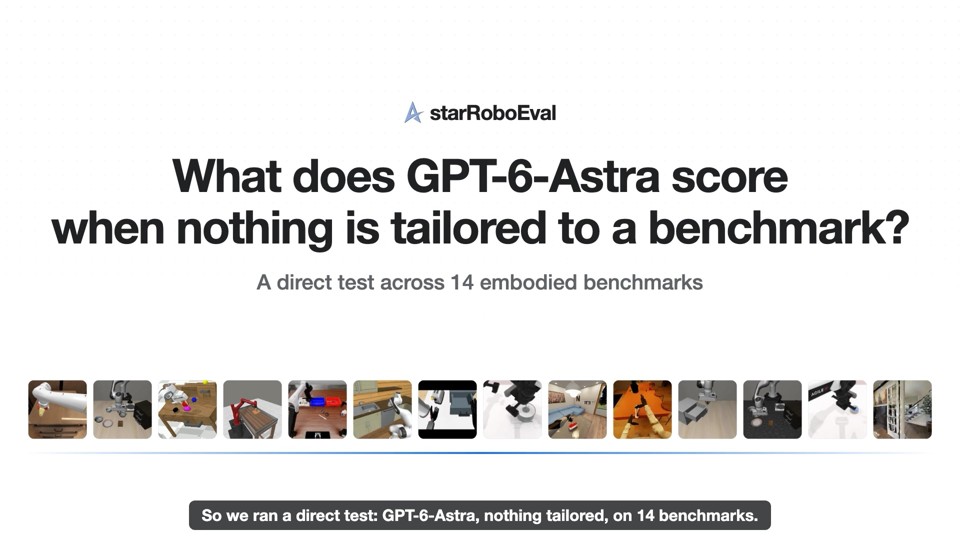 starRoboEval
What does GPT-6-Astra score
when nothing is tailored to a benchmark?
A direct test across 14 embodied benchmarks
So we ran a direct test: GPT-6-Astra, nothing tailored, on 14 benchmarks.